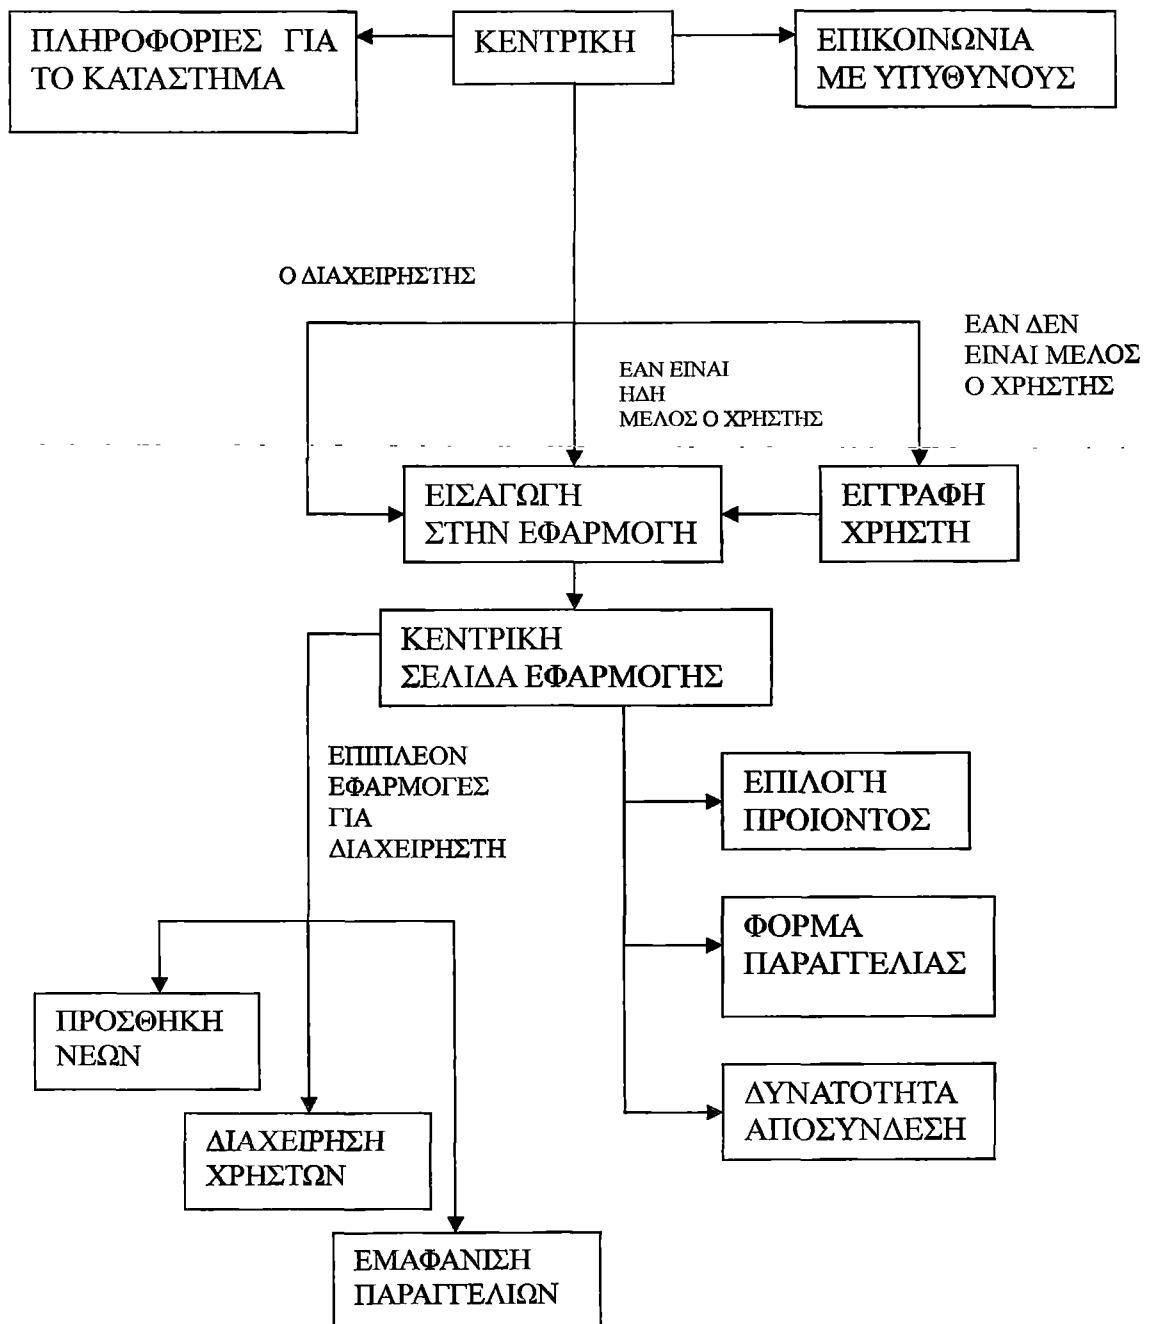 ΠΛΗΡΟΦΟΡΙΕΣ ΓΙΑ
ΤΟ ΚΑΤΑΣΤΗΜΑ
ΚΕΝΤΡΙΚΗ
ΕΠΙΚΟΙΝΩΝΙΑ
ΜΕ ΥΠΥΘΥΝΟΥΣ
Ο ΔΙΑΧΕΙΡΗΣΤΗΣ
ΕΑΝ ΕΙΝΑΙ
ΗΔΗ
ΜΕΛΟΣ Ο ΧΡΗΣΤΗΣ
ΕΑΝ ΔΕΝ
ΕΙΝΑΙ ΜΕΛΟΣ
Ο ΧΡΗΣΤΗΣ
ΕΙΣΑΓΩΓΗ
ΣΤΗΝ ΕΦΑΡΜΟΓΗ
ΕΓΓΡΑΦΗ
ΧΡΗΣΤΗ
ΚΕΝΤΡΙΚΗ
ΣΕΛΙΔΑ ΕΦΑΡΜΟΓΗΣ
ΕΠΙΠΛΕΟΝ
ΕΦΑΡΜΟΓΕΣ
ΓΙΑ
ΔΙΑΧΕΙΡΗΣΤΗ
ΕΠΙΛΟΓΗ
ΠΡΟΙΟΝΤΟΣ
ΦΟΡΜΑ
ΠΑΡΑΓΓΕΛΙΑΣ
ΔΥΝΑΤΟΤΗΤΑ
ΑΠΟΣΥΝΔΕΣΗ
ΠΡΟΣΘΗΚΗ
ΝΕΩΝ
ΔΙΑΧΕΙΡΗΣΗ
ΧΡΗΣΤΩΝ
ΕΜΑΦΑΝΙΣΗ
ΠΑΡΑΓΓΕΛΙΩΝ